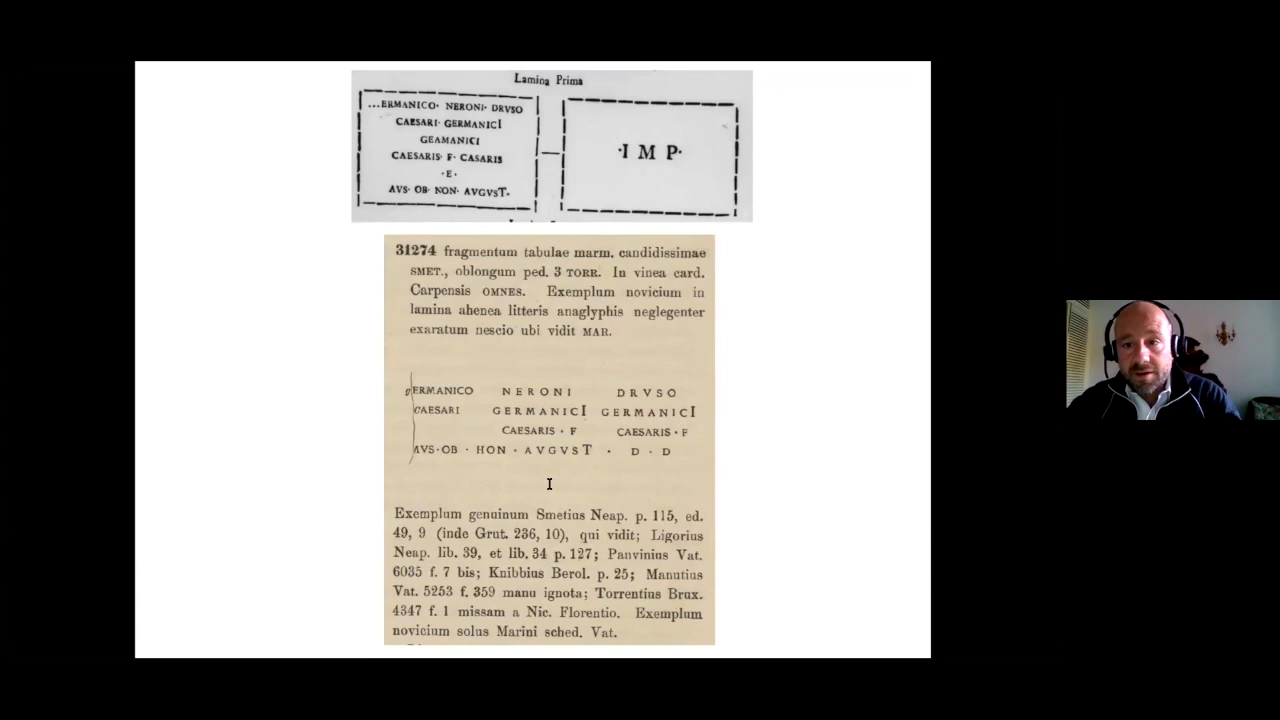 Lamina Prima
...ERMANICO· NERONI· DRVSO
CAESARI· GERMANICI
GEAMANICI
CAESARIS· F· CASARIS
·E·
AVS· OB· NON· AVGVST·
·I M P·
31274 fragmentum tabulae marm. candidissimae
SMET., oblongum ped. 3 TORR. In vinea card.
Carpensis OMNES. Exemplum novicium in
lamina ahenea litteris anaglyphis neglegenter
exaratum nescio ubi vidit MAR.
gERMANICO NERONI DRVSO
CAESARI GERMANICI GERMANICI
CAESARIS · F CAESARIS · F
AVS·OB · HON · AVGVST · D · D
Exemplum genuinum Smetius Neap. p. 115, ed.
49, 9 (inde Grut. 236, 10), qui vidit; Ligorius
Neap. lib. 39, et lib. 34 p. 127; Panvinius Vat.
6035 f. 7 bis; Knibbius Berol. p. 25; Manutius
Vat. 5253 f. 359 manu ignota; Torrentius Brux.
4347 f. 1 missam a Nic. Florentio. Exemplum
novicium solus Marini sched. Vat.